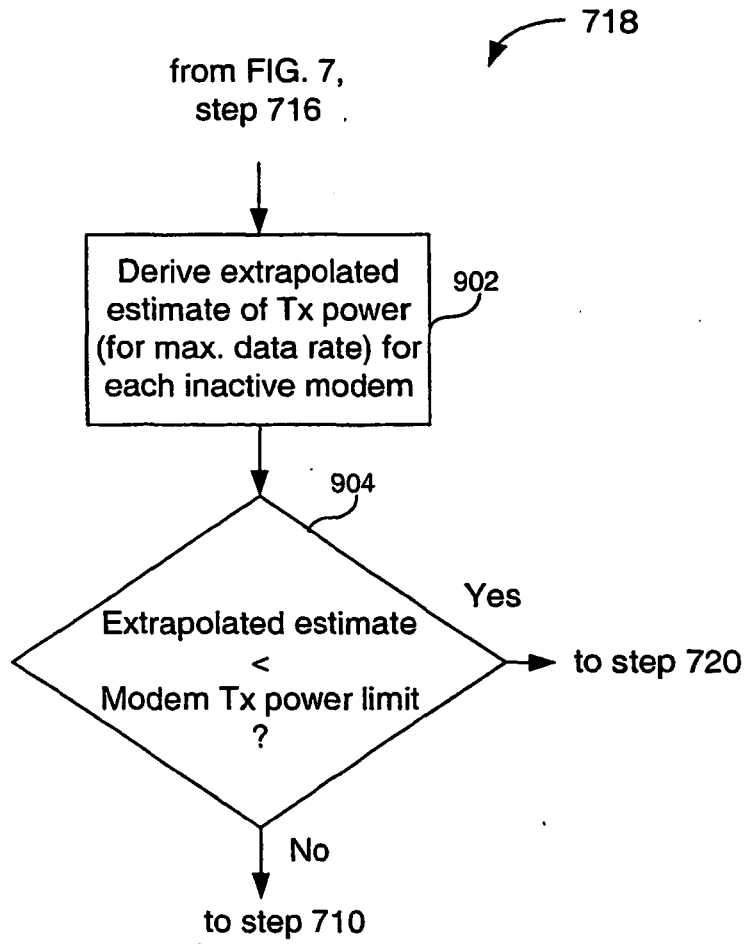 718
from FIG. 7,
step 716
Derive extrapolated
estimate of Tx power
(for max. data rate) for
each inactive modem
902
904
Extrapolated estimate
<
Modem Tx power limit
?
Yes
to step 720
No
to step 710